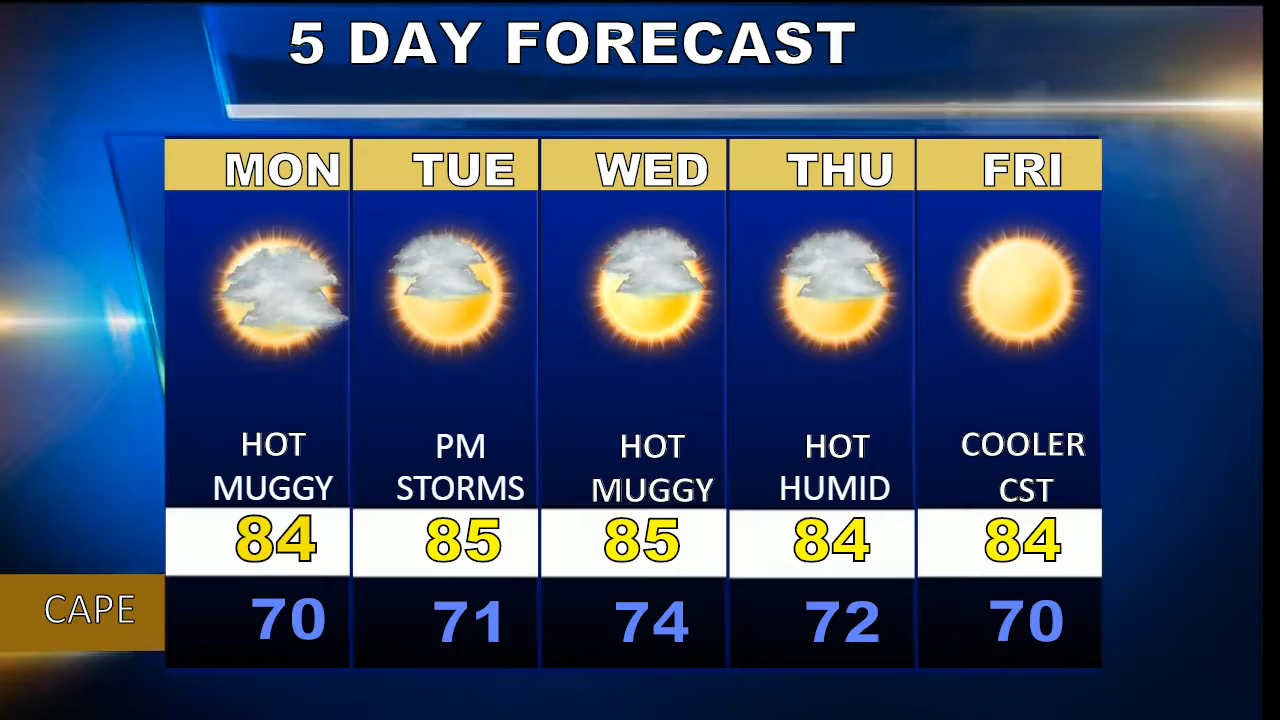 5 DAY FORECAST
MON TUE WED THU FRI
HOT PM HOT HOT COOLER
MUGGY STORMS MUGGY HUMID CST
84 85 85 84 84
CAPE 70 71 74 72 70